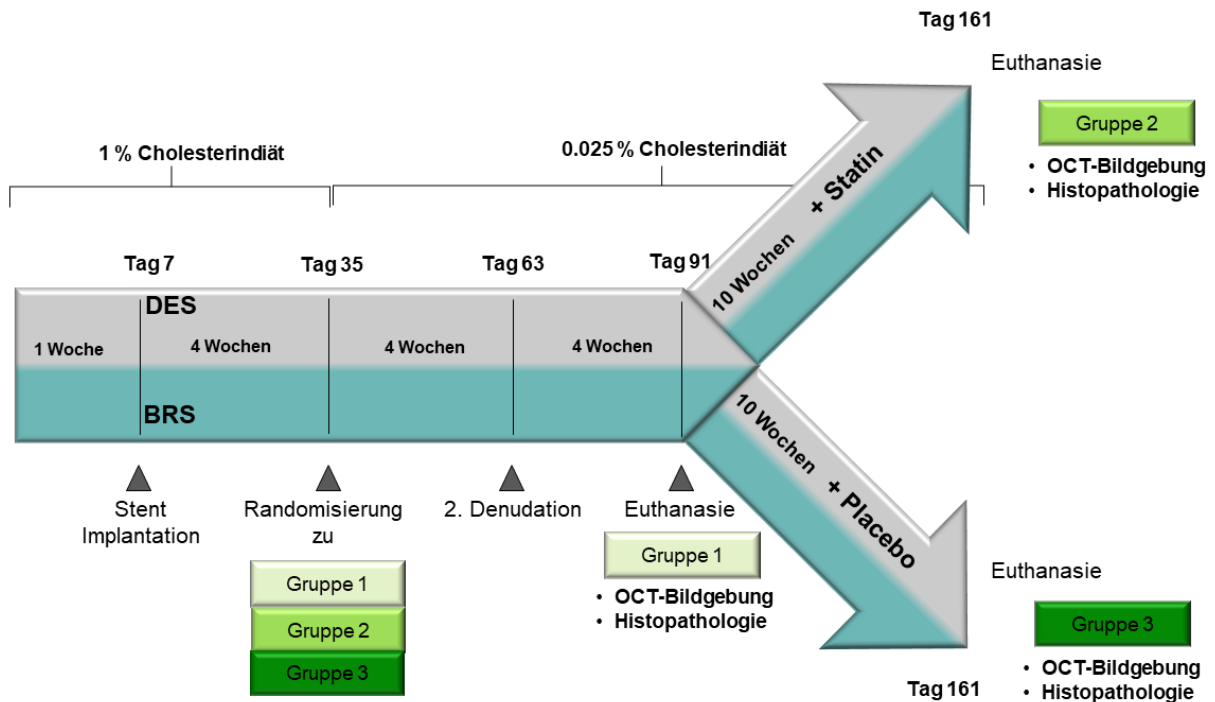 Tag 161
Euthanasie
Gruppe 2
• OCT-Bildgebung
• Histopathologie
1 % Cholesterindiät
0.025 % Cholesterindiät
10 Wochen + Statin
Tag 7
Tag 35
Tag 63
Tag 91
DES
1 Woche
4 Wochen
4 Wochen
4 Wochen
BRS
10 Wochen + Placebo
Stent
Implantation
Randomisierung
zu
Gruppe 1
Gruppe 2
Gruppe 3
2. Denudation
Euthanasie
Gruppe 1
• OCT-Bildgebung
• Histopathologie
Euthanasie
Gruppe 3
• OCT-Bildgebung
• Histopathologie
Tag 161